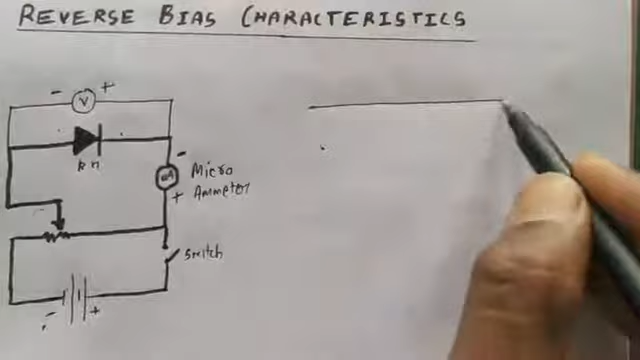 REVERSE BIAS CHARACTERISTICS
- V +
-
Micro
+ Ammeter
Switch
- +